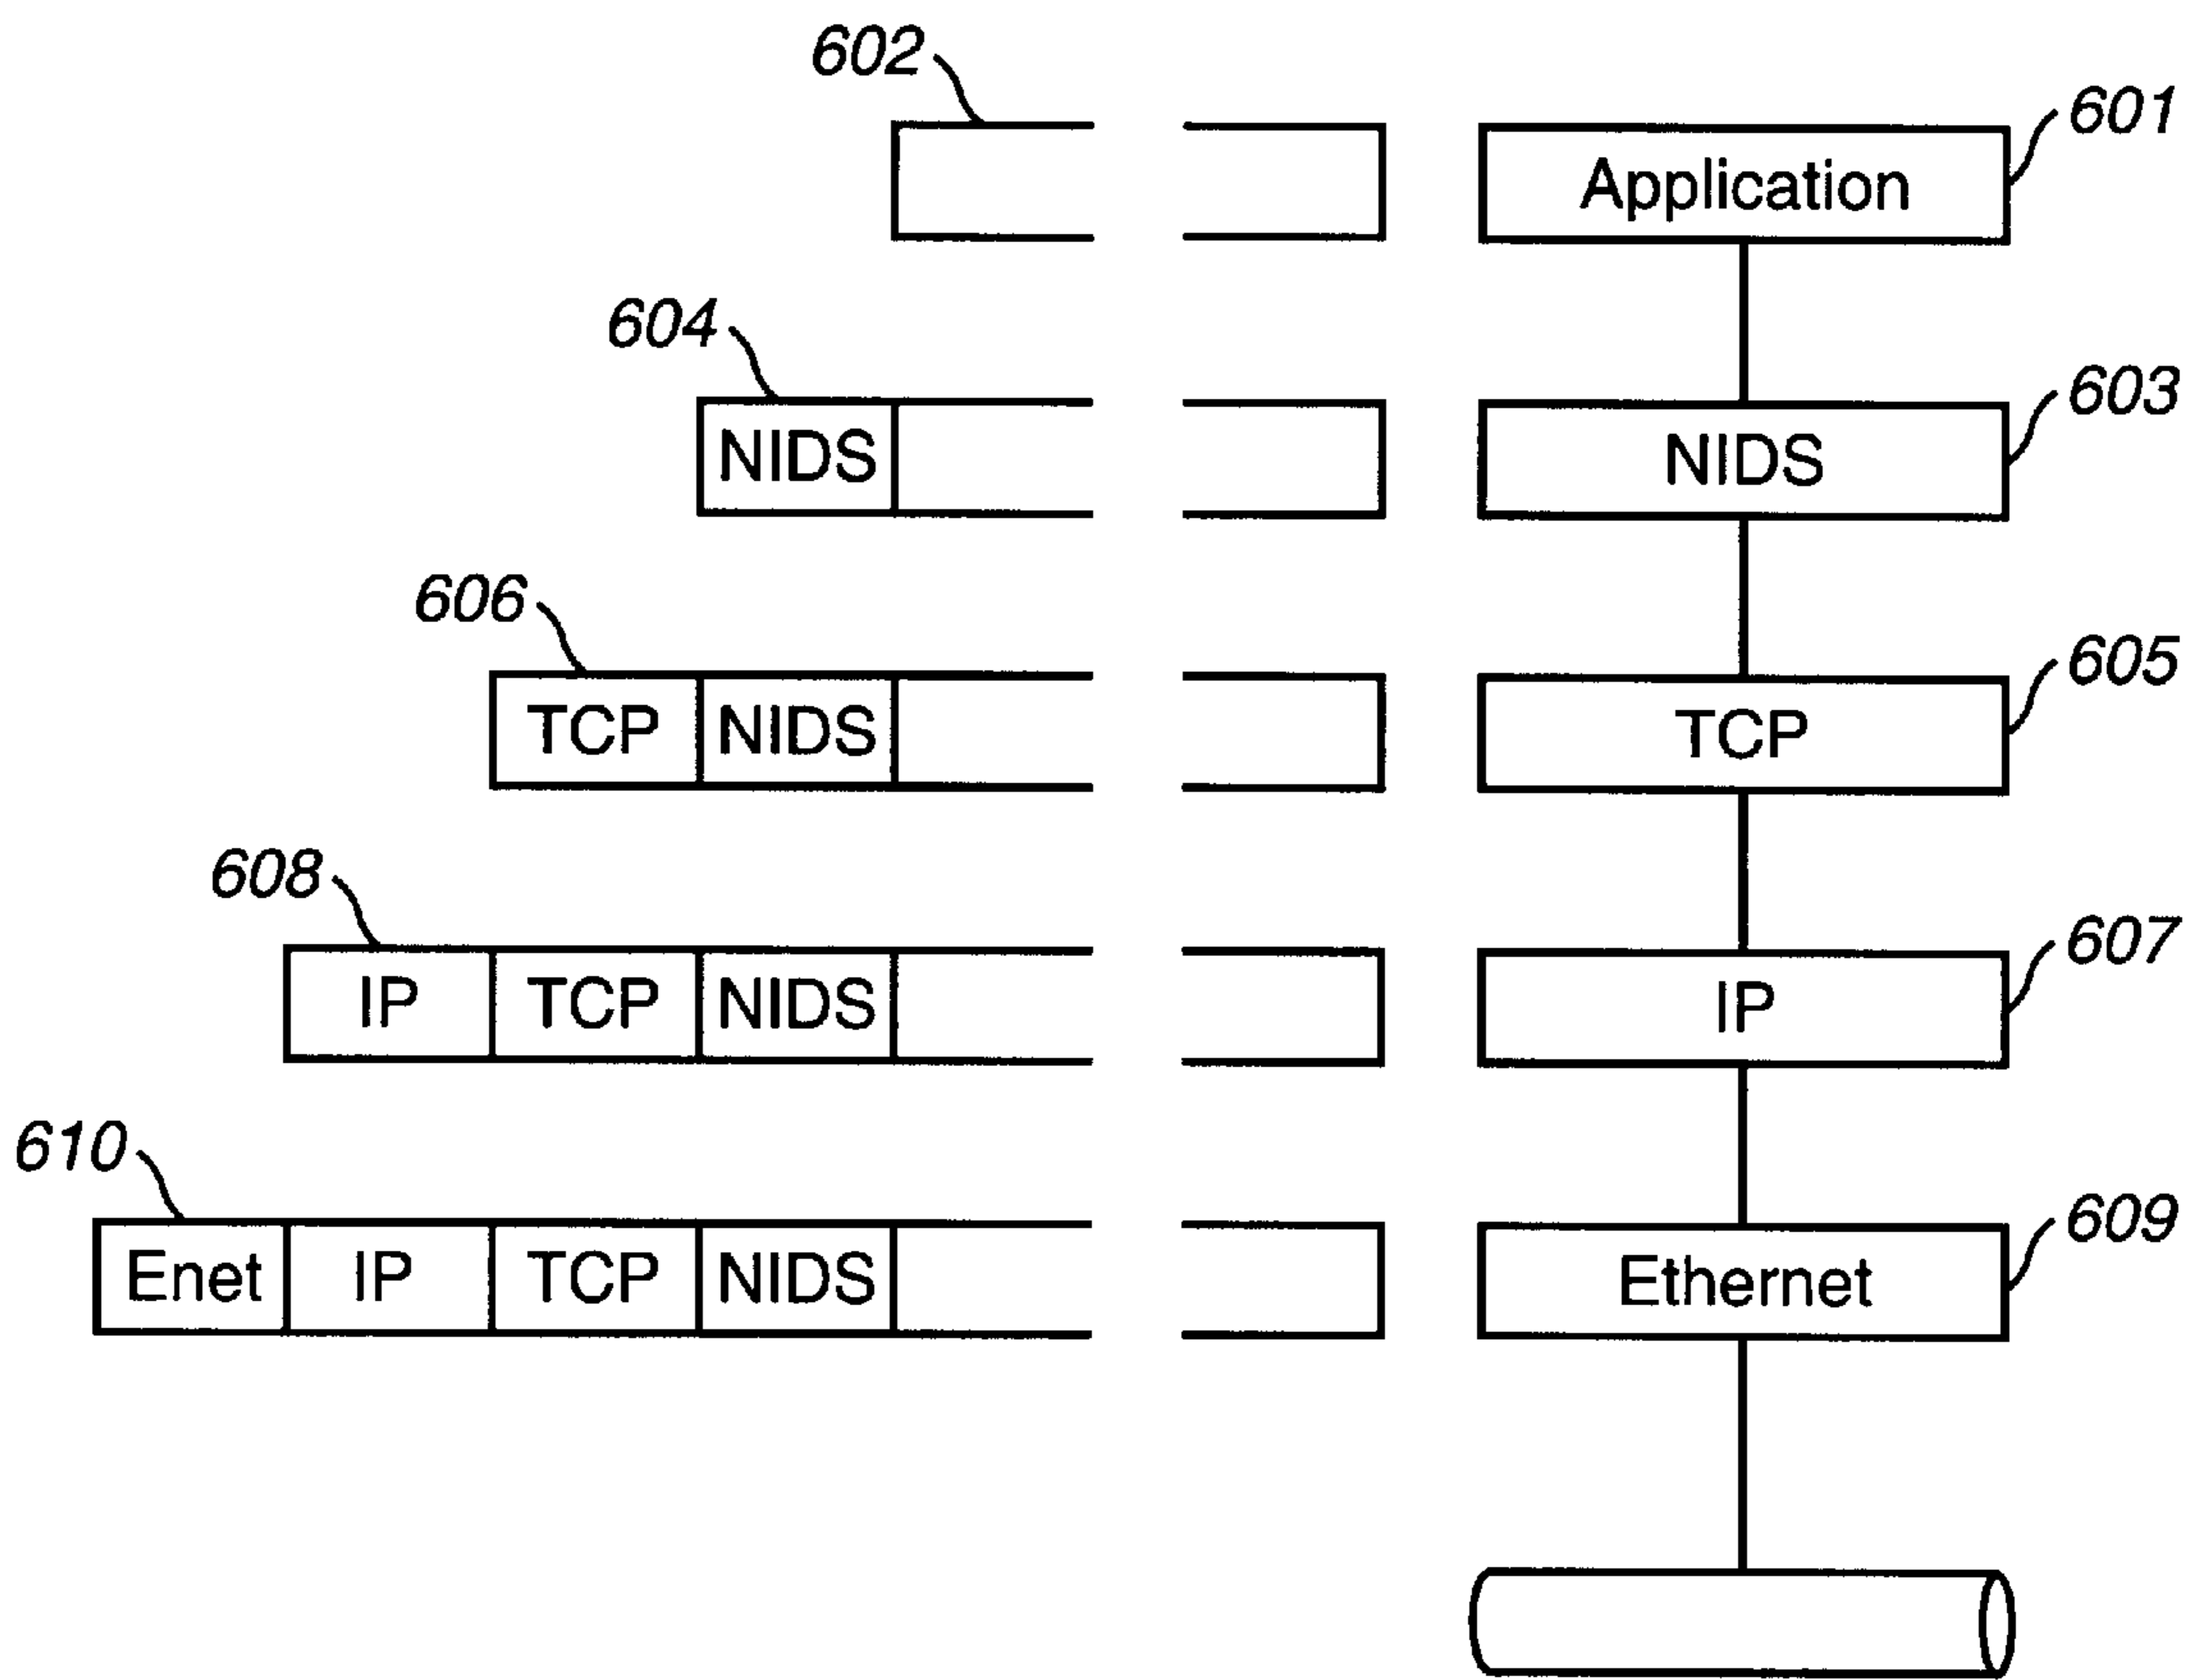 602
601
Application
604
603
NIDS
NIDS
606
605
TCP NIDS
TCP
608
607
IP TCP NIDS
IP
610
609
Enet IP TCP NIDS
Ethernet